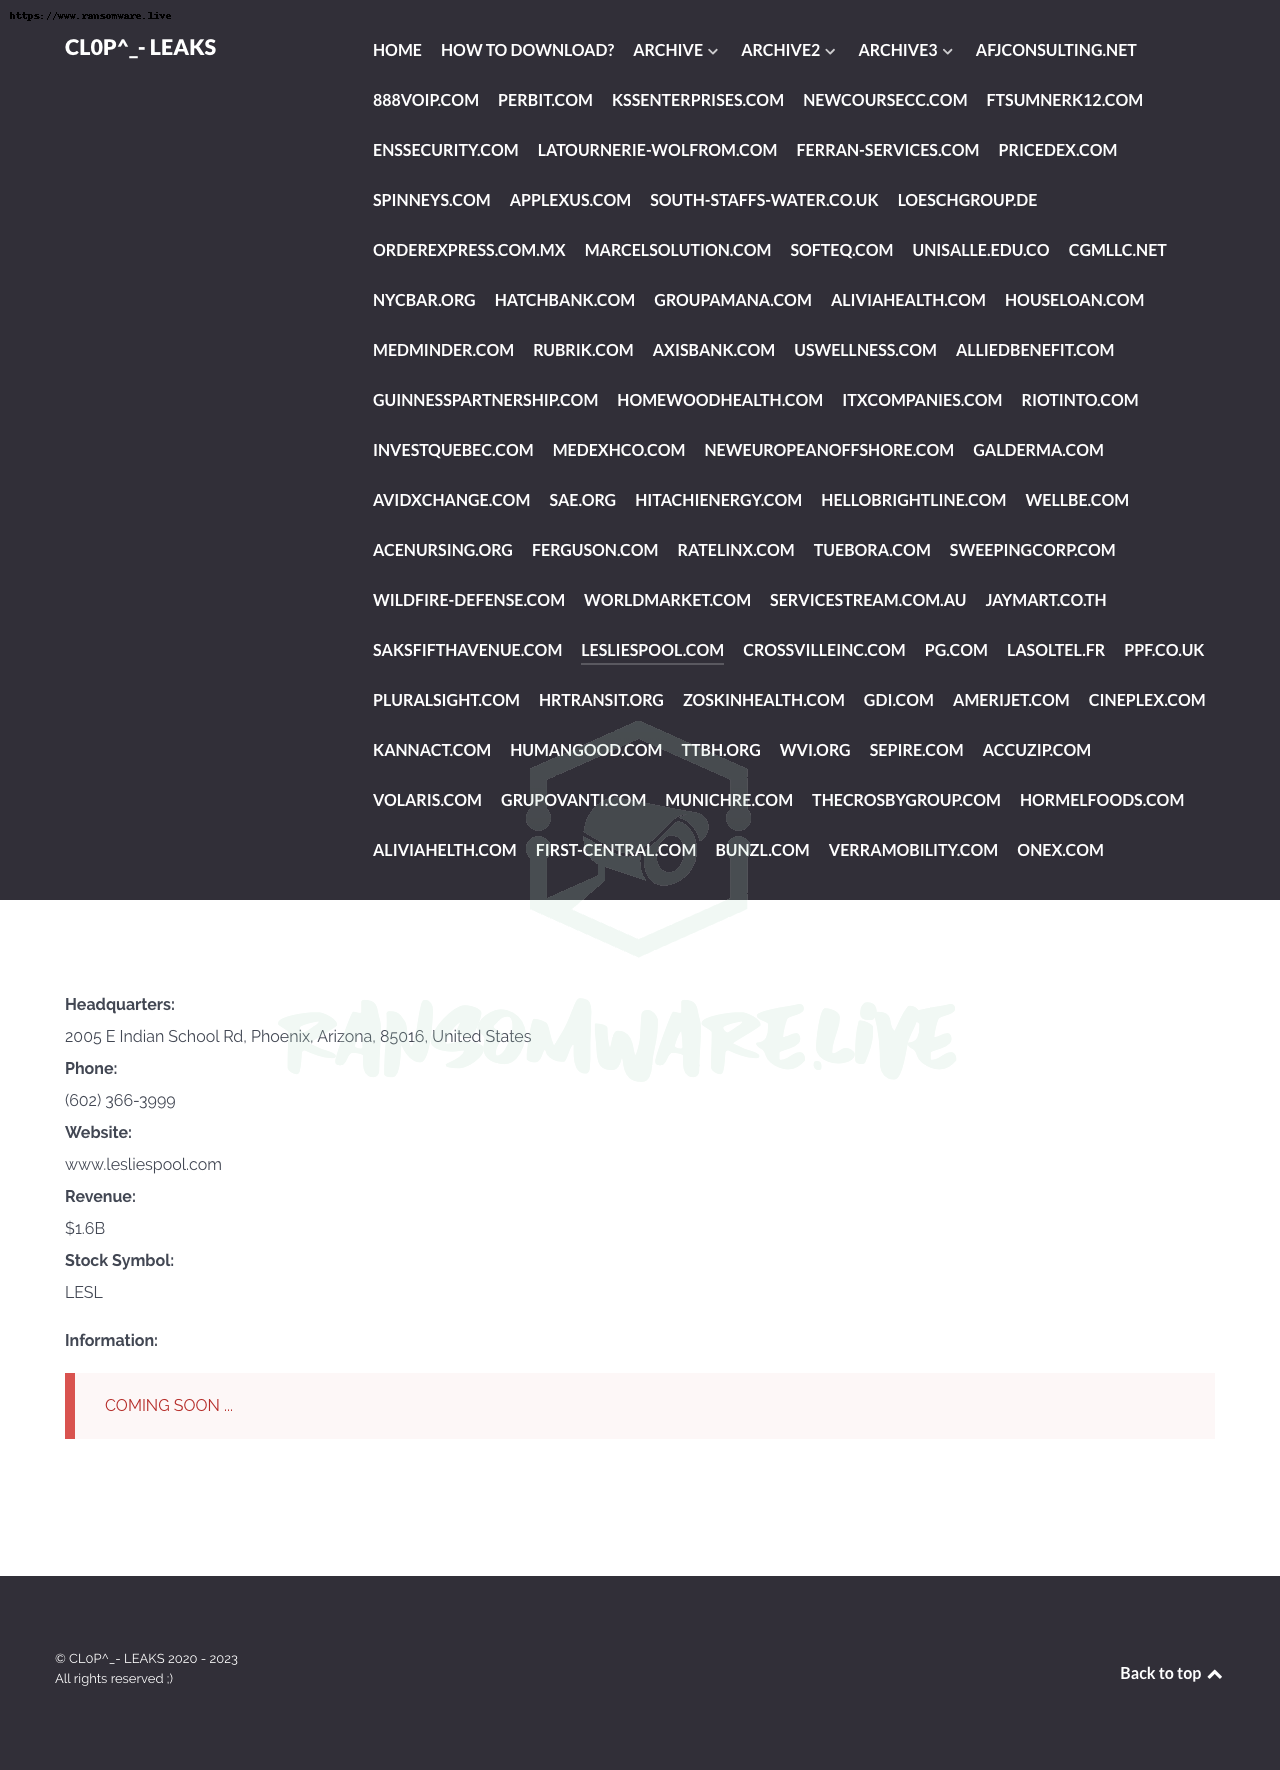 https://www.ransomware.live
CL0P^_- LEAKS
HOME HOW TO DOWNLOAD? ARCHIVE ARCHIVE2 ARCHIVE3 AFJCONSULTING.NET
888VOIP.COM PERBIT.COM KSSENTERPRISES.COM NEWCOURSECC.COM FTSUMNERK12.COM
ENSSECURITY.COM LATOURNERIE-WOLFROM.COM FERRAN-SERVICES.COM PRICEDEX.COM
SPINNEYS.COM APPLEXUS.COM SOUTH-STAFFS-WATER.CO.UK LOESCHGROUP.DE
ORDEREXPRESS.COM.MX MARCELSOLUTION.COM SOFTEQ.COM UNISALLE.EDU.CO CGMLLC.NET
NYCBAR.ORG HATCHBANK.COM GROUPAMANA.COM ALIVIAHEALTH.COM HOUSELOAN.COM
MEDMINDER.COM RUBRIK.COM AXISBANK.COM USWELLNESS.COM ALLIEDBENEFIT.COM
GUINNESSPARTNERSHIP.COM HOMEWOODHEALTH.COM ITXCOMPANIES.COM RIOTINTO.COM
INVESTQUEBEC.COM MEDEXHCO.COM NEWEUROPEANOFFSHORE.COM GALDERMA.COM
AVIDXCHANGE.COM SAE.ORG HITACHIENERGY.COM HELLOBRIGHTLINE.COM WELLBE.COM
ACENURSING.ORG FERGUSON.COM RATELINX.COM TUEBORA.COM SWEEPINGCORP.COM
WILDFIRE-DEFENSE.COM WORLDMARKET.COM SERVICESTREAM.COM.AU JAYMART.CO.TH
SAKSFIFTHAVENUE.COM LESLIESPOOL.COM CROSSVILLEINC.COM PG.COM LASOLTEL.FR PPF.CO.UK
PLURALSIGHT.COM HRTRANSIT.ORG ZOSKINHEALTH.COM GDI.COM AMERIJET.COM CINEPLEX.COM
KANNACT.COM HUMANGOOD.COM TTBH.ORG WVI.ORG SEPIRE.COM ACCUZIP.COM
VOLARIS.COM GRUPOVANTI.COM MUNICHRE.COM THECROSBYGROUP.COM HORMELFOODS.COM
ALIVIAHELTH.COM FIRST-CENTRAL.COM BUNZL.COM VERRAMOBILITY.COM ONEX.COM
Headquarters:
2005 E Indian School Rd, Phoenix, Arizona, 85016, United States
RANSOMWARE.LIVE
Phone:
(602) 366-3999
Website:
www.lesliespool.com
Revenue:
$1.6B
Stock Symbol:
LESL
Information:
COMING SOON ...
© CL0P^_- LEAKS 2020 - 2023
All rights reserved ;)
Back to top